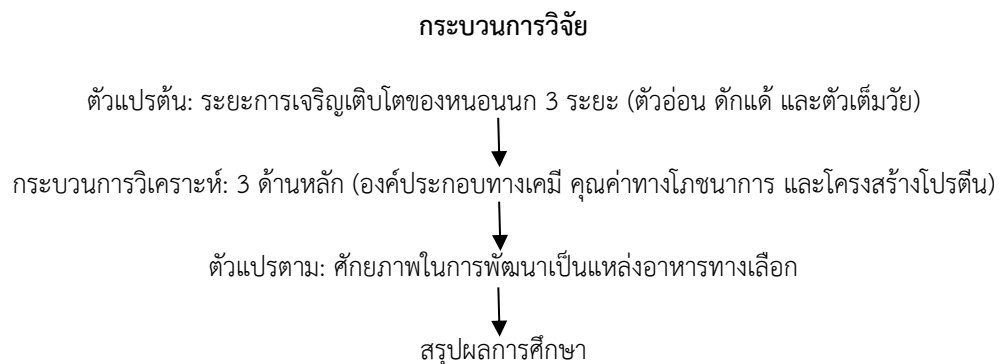 กระบวนการวิจัย
ตัวแปรต้น: ระยะการเจริญเติบโตของหนอนนก 3 ระยะ (ตัวอ่อน ดักแด้ และตัวเต็มวัย)
กระบวนการวิเคราะห์: 3 ด้านหลัก (องค์ประกอบทางเคมี คุณค่าทางโภชนาการ และโครงสร้างโปรตีน)
ตัวแปรตาม: ศักยภาพในการพัฒนาเป็นแหล่งอาหารทางเลือก
สรุปผลการศึกษา